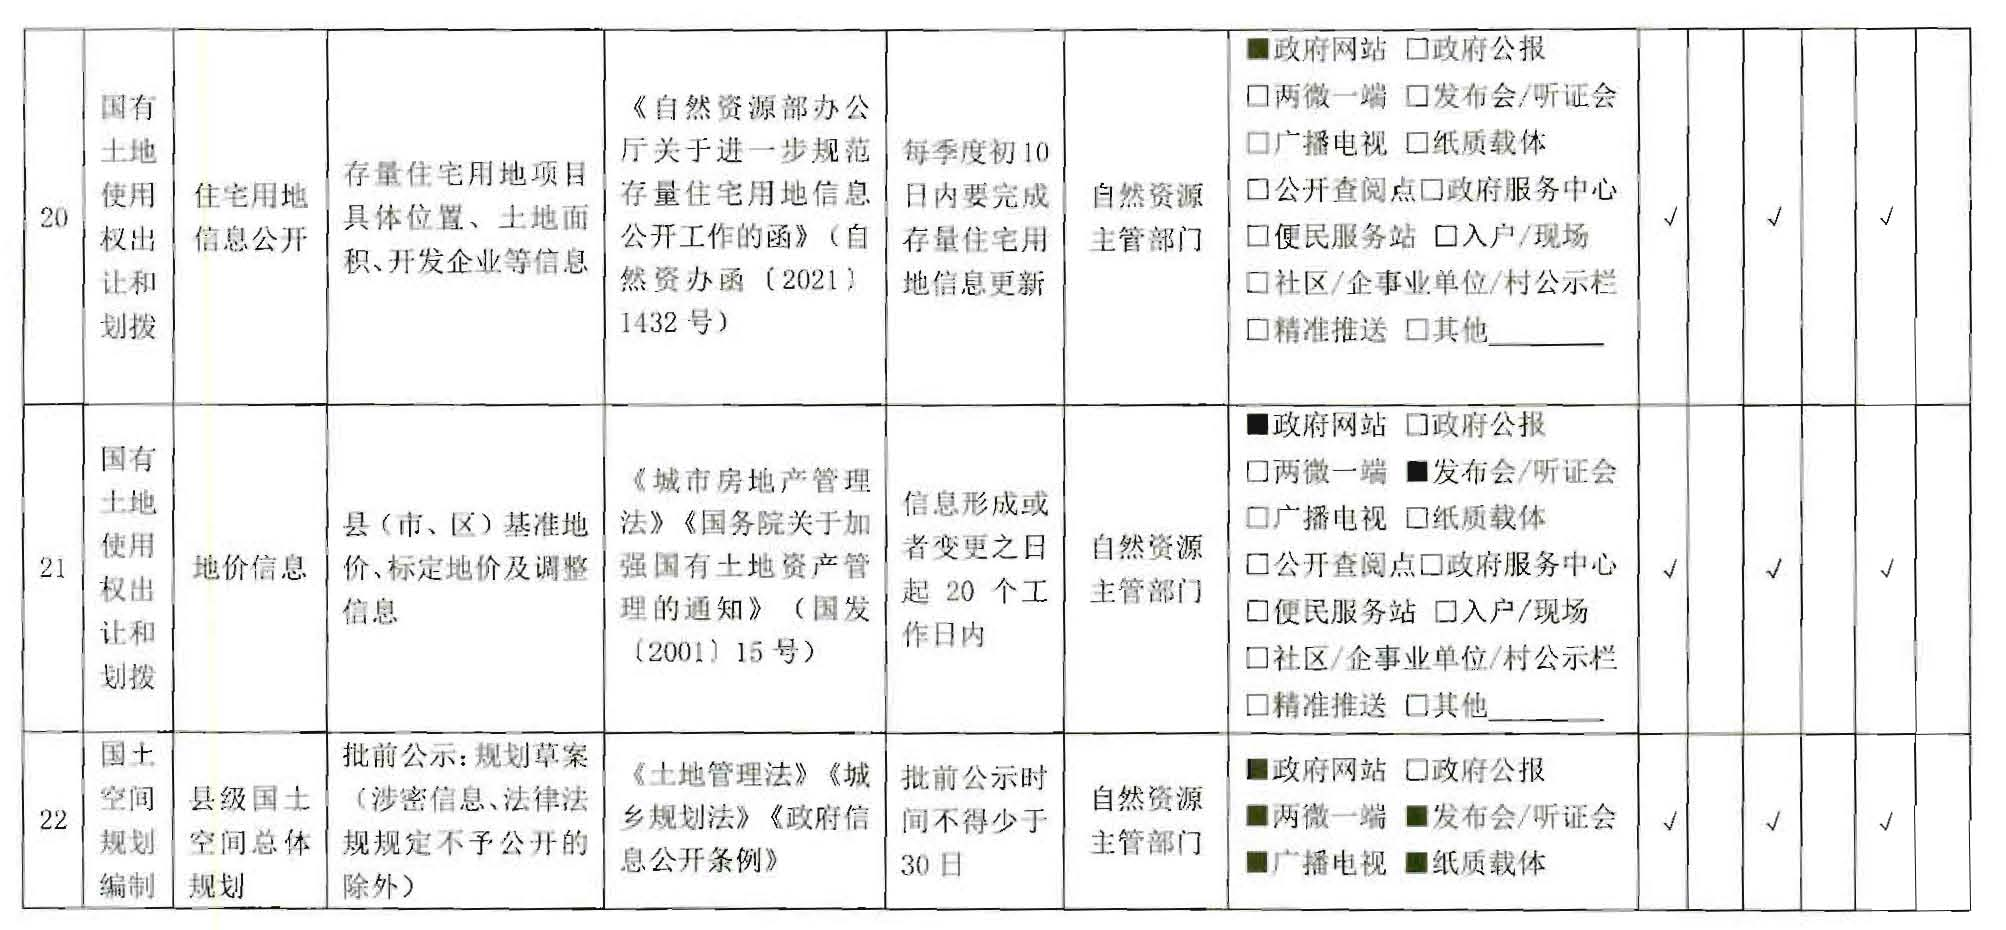 20
国有
土地
使用
权出
让和
划拨
住宅用地
信息公开
存量住宅用地项目
具体位置、土地面
积、开发企业等信息
《自然资源部办公
厅关于进一步规范
存量住宅用地信息
公开工作的函》（自
然资办函〔2021〕
1432 号）
每季度初 10
日内要完成
存量住宅用
地信息更新
自然资源
主管部门
■政府网站 □政府公报
□两微一端 □发布会/听证会
□广播电视 □纸质载体
□公开查阅点□政府服务中心
□便民服务站 □入户/现场
□社区/企事业单位/村公示栏
□精准推送 □其他________
√
√
√
21
国有
土地
使用
权出
让和
划拨
地价信息
县（市、区）基准地
价、标定地价及调整
信息
《城市房地产管理
法》《国务院关于加
强国有土地资产管
理的通知》（国发
〔2001〕15 号）
信息形成或
者变更之日
起 20 个工
作日内
自然资源
主管部门
■政府网站 □政府公报
□两微一端 ■发布会/听证会
□广播电视 □纸质载体
□公开查阅点□政府服务中心
□便民服务站 □入户/现场
□社区/企事业单位/村公示栏
□精准推送 □其他________
√
√
√
22
国土
空间
规划
编制
县级国土
空间总体
规划
批前公示：规划草案
（涉密信息、法律法
规规定不予公开的
除外）
《土地管理法》《城
乡规划法》《政府信
息公开条例》
批前公示时
间不得少于
30 日
自然资源
主管部门
■政府网站 □政府公报
■两微一端 ■发布会/听证会
■广播电视 ■纸质载体
√
√
√